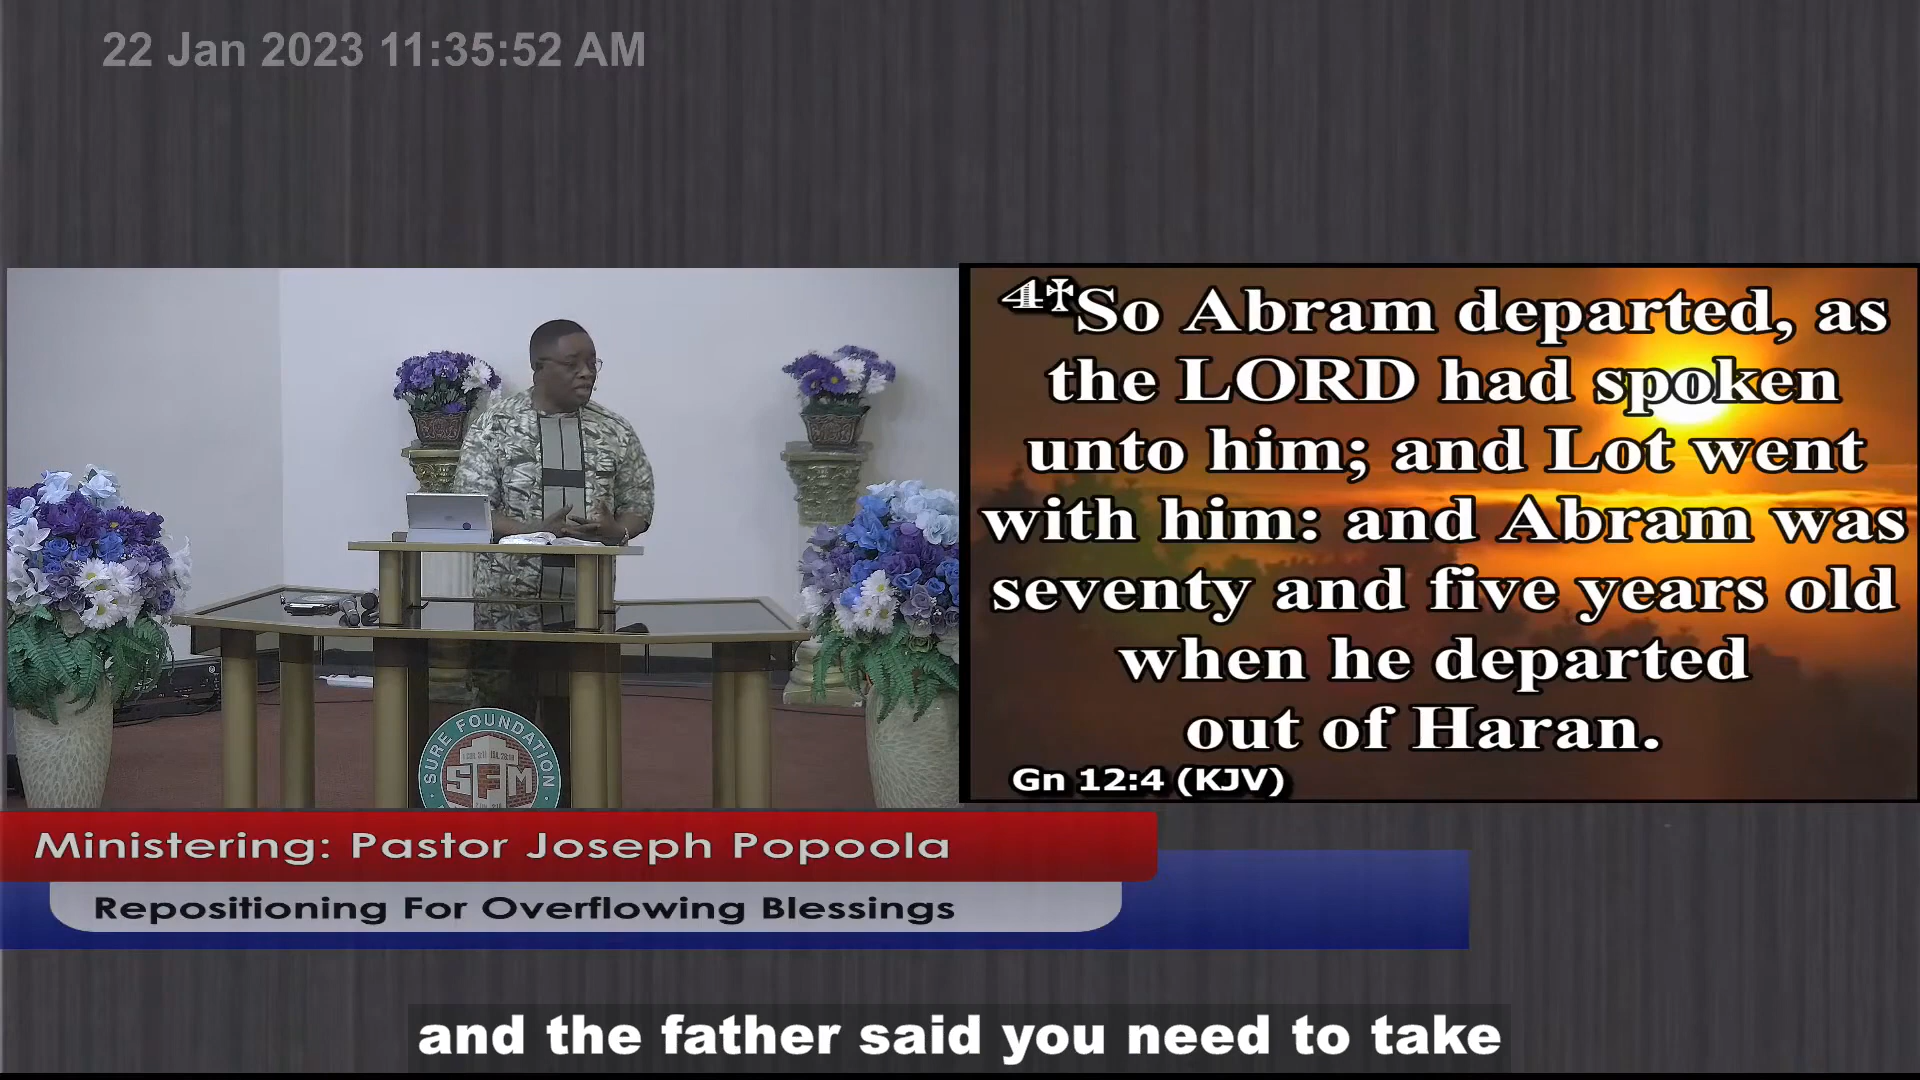 22 Jan 2023 11:35:52 AM
4 So Abram departed, as
the LORD had spoken
unto him; and Lot went
with him: and Abram was
seventy and five years old
when he departed
out of Haran.
Gn 12:4 (KJV)
SURE FOUNDATION
SFM
Ministering: Pastor Joseph Popoola
Repositioning For Overflowing Blessings
and the father said you need to take